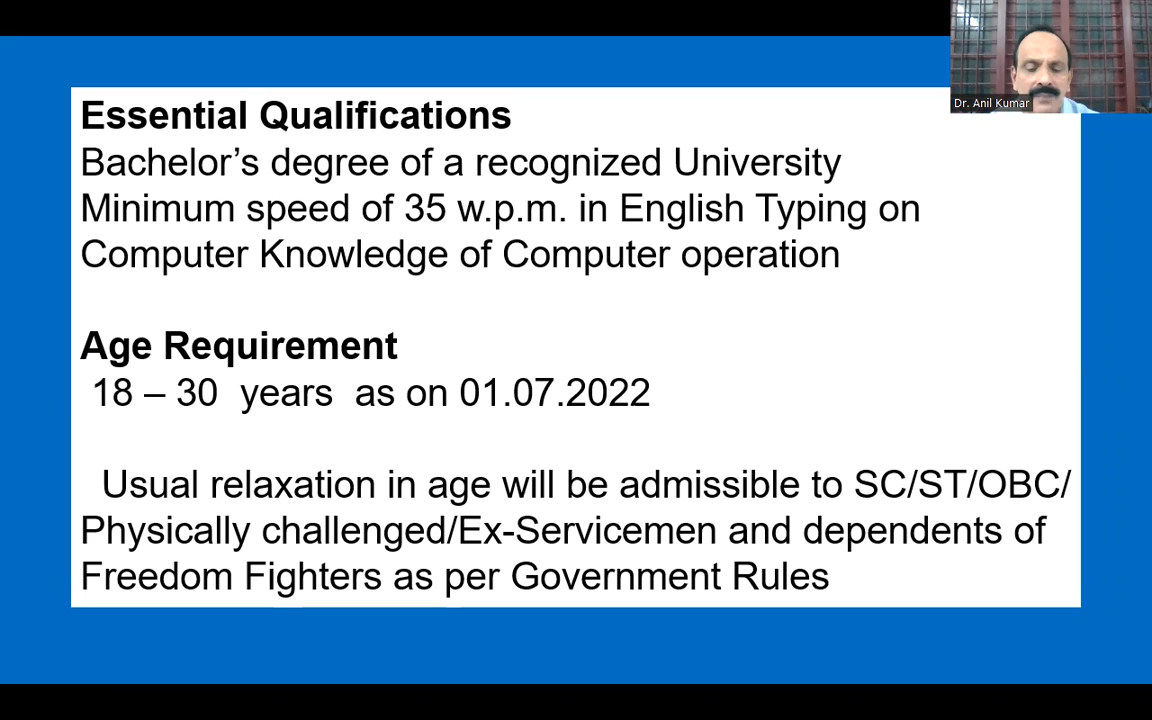 Essential Qualifications
Bachelor’s degree of a recognized University
Minimum speed of 35 w.p.m. in English Typing on
Computer Knowledge of Computer operation
Age Requirement
18 – 30 years as on 01.07.2022
Usual relaxation in age will be admissible to SC/ST/OBC/
Physically challenged/Ex-Servicemen and dependents of
Freedom Fighters as per Government Rules
Dr. Anil Kumar